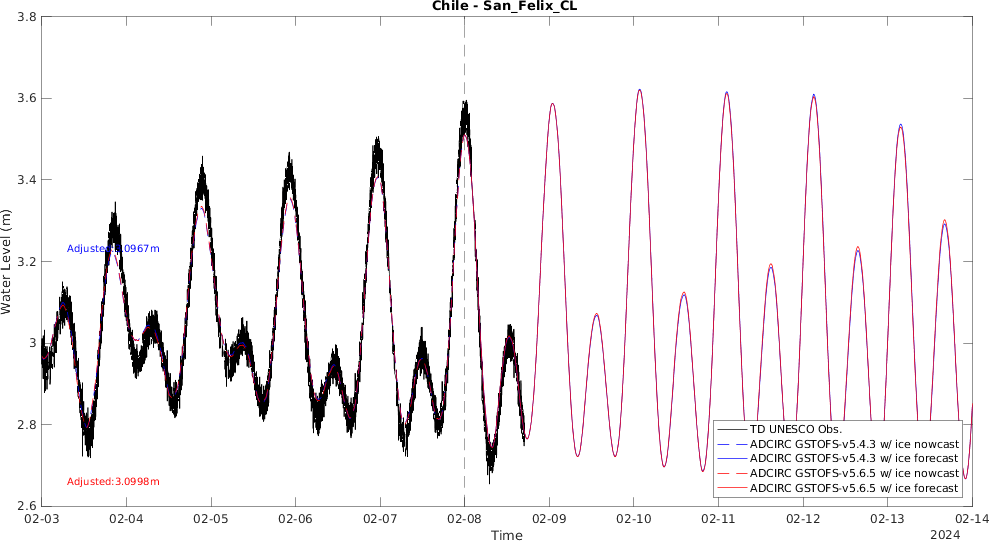 Chile - San_Felix_CL
3.8
3.6
3.4
3.2
3
2.8
2.6
Water Level (m)
Adjusted:3.0967m
Adjusted:3.0998m
TD UNESCO Obs.
ADCIRC GSTOFS-v5.4.3 w/ ice nowcast
ADCIRC GSTOFS-v5.4.3 w/ ice forecast
ADCIRC GSTOFS-v5.6.5 w/ ice nowcast
ADCIRC GSTOFS-v5.6.5 w/ ice forecast
02-03 02-04 02-05 02-06 02-07 02-08 02-09 02-10 02-11 02-12 02-13 02-14
Time
2024